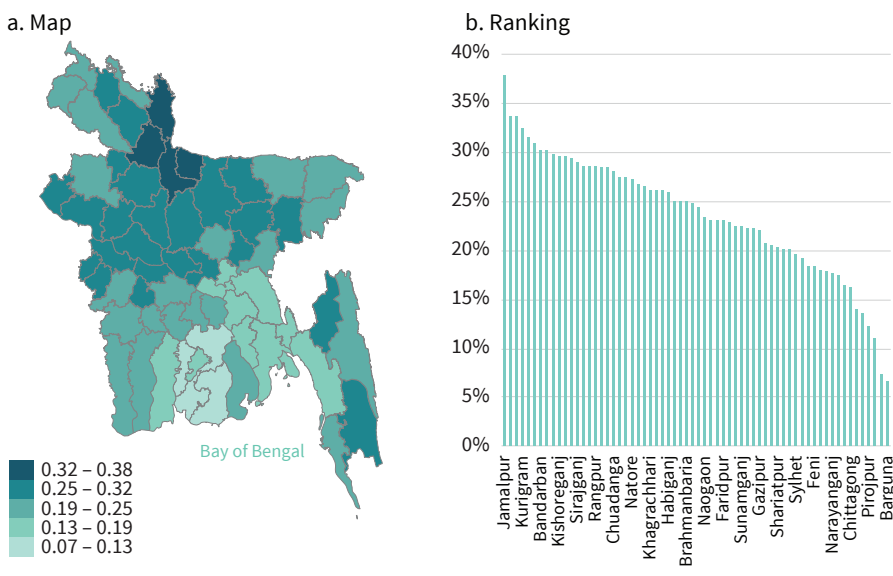 a. Map
Bay of Bengal
0.32 – 0.38
0.25 – 0.32
0.19 – 0.25
0.13 – 0.19
0.07 – 0.13
b. Ranking
40%
35%
30%
25%
20%
15%
10%
5%
0%
Jamalpur
Kurigram
Bandarban
Kishoreganj
Sirajganj
Rangpur
Chuadanga
Natore
Khagrachhari
Habiganj
Brahmanbaria
Naogaon
Faridpur
Sunamganj
Gazipur
Shariatpur
Sylhet
Feni
Narayanganj
Chittagong
Pirojpur
Barguna